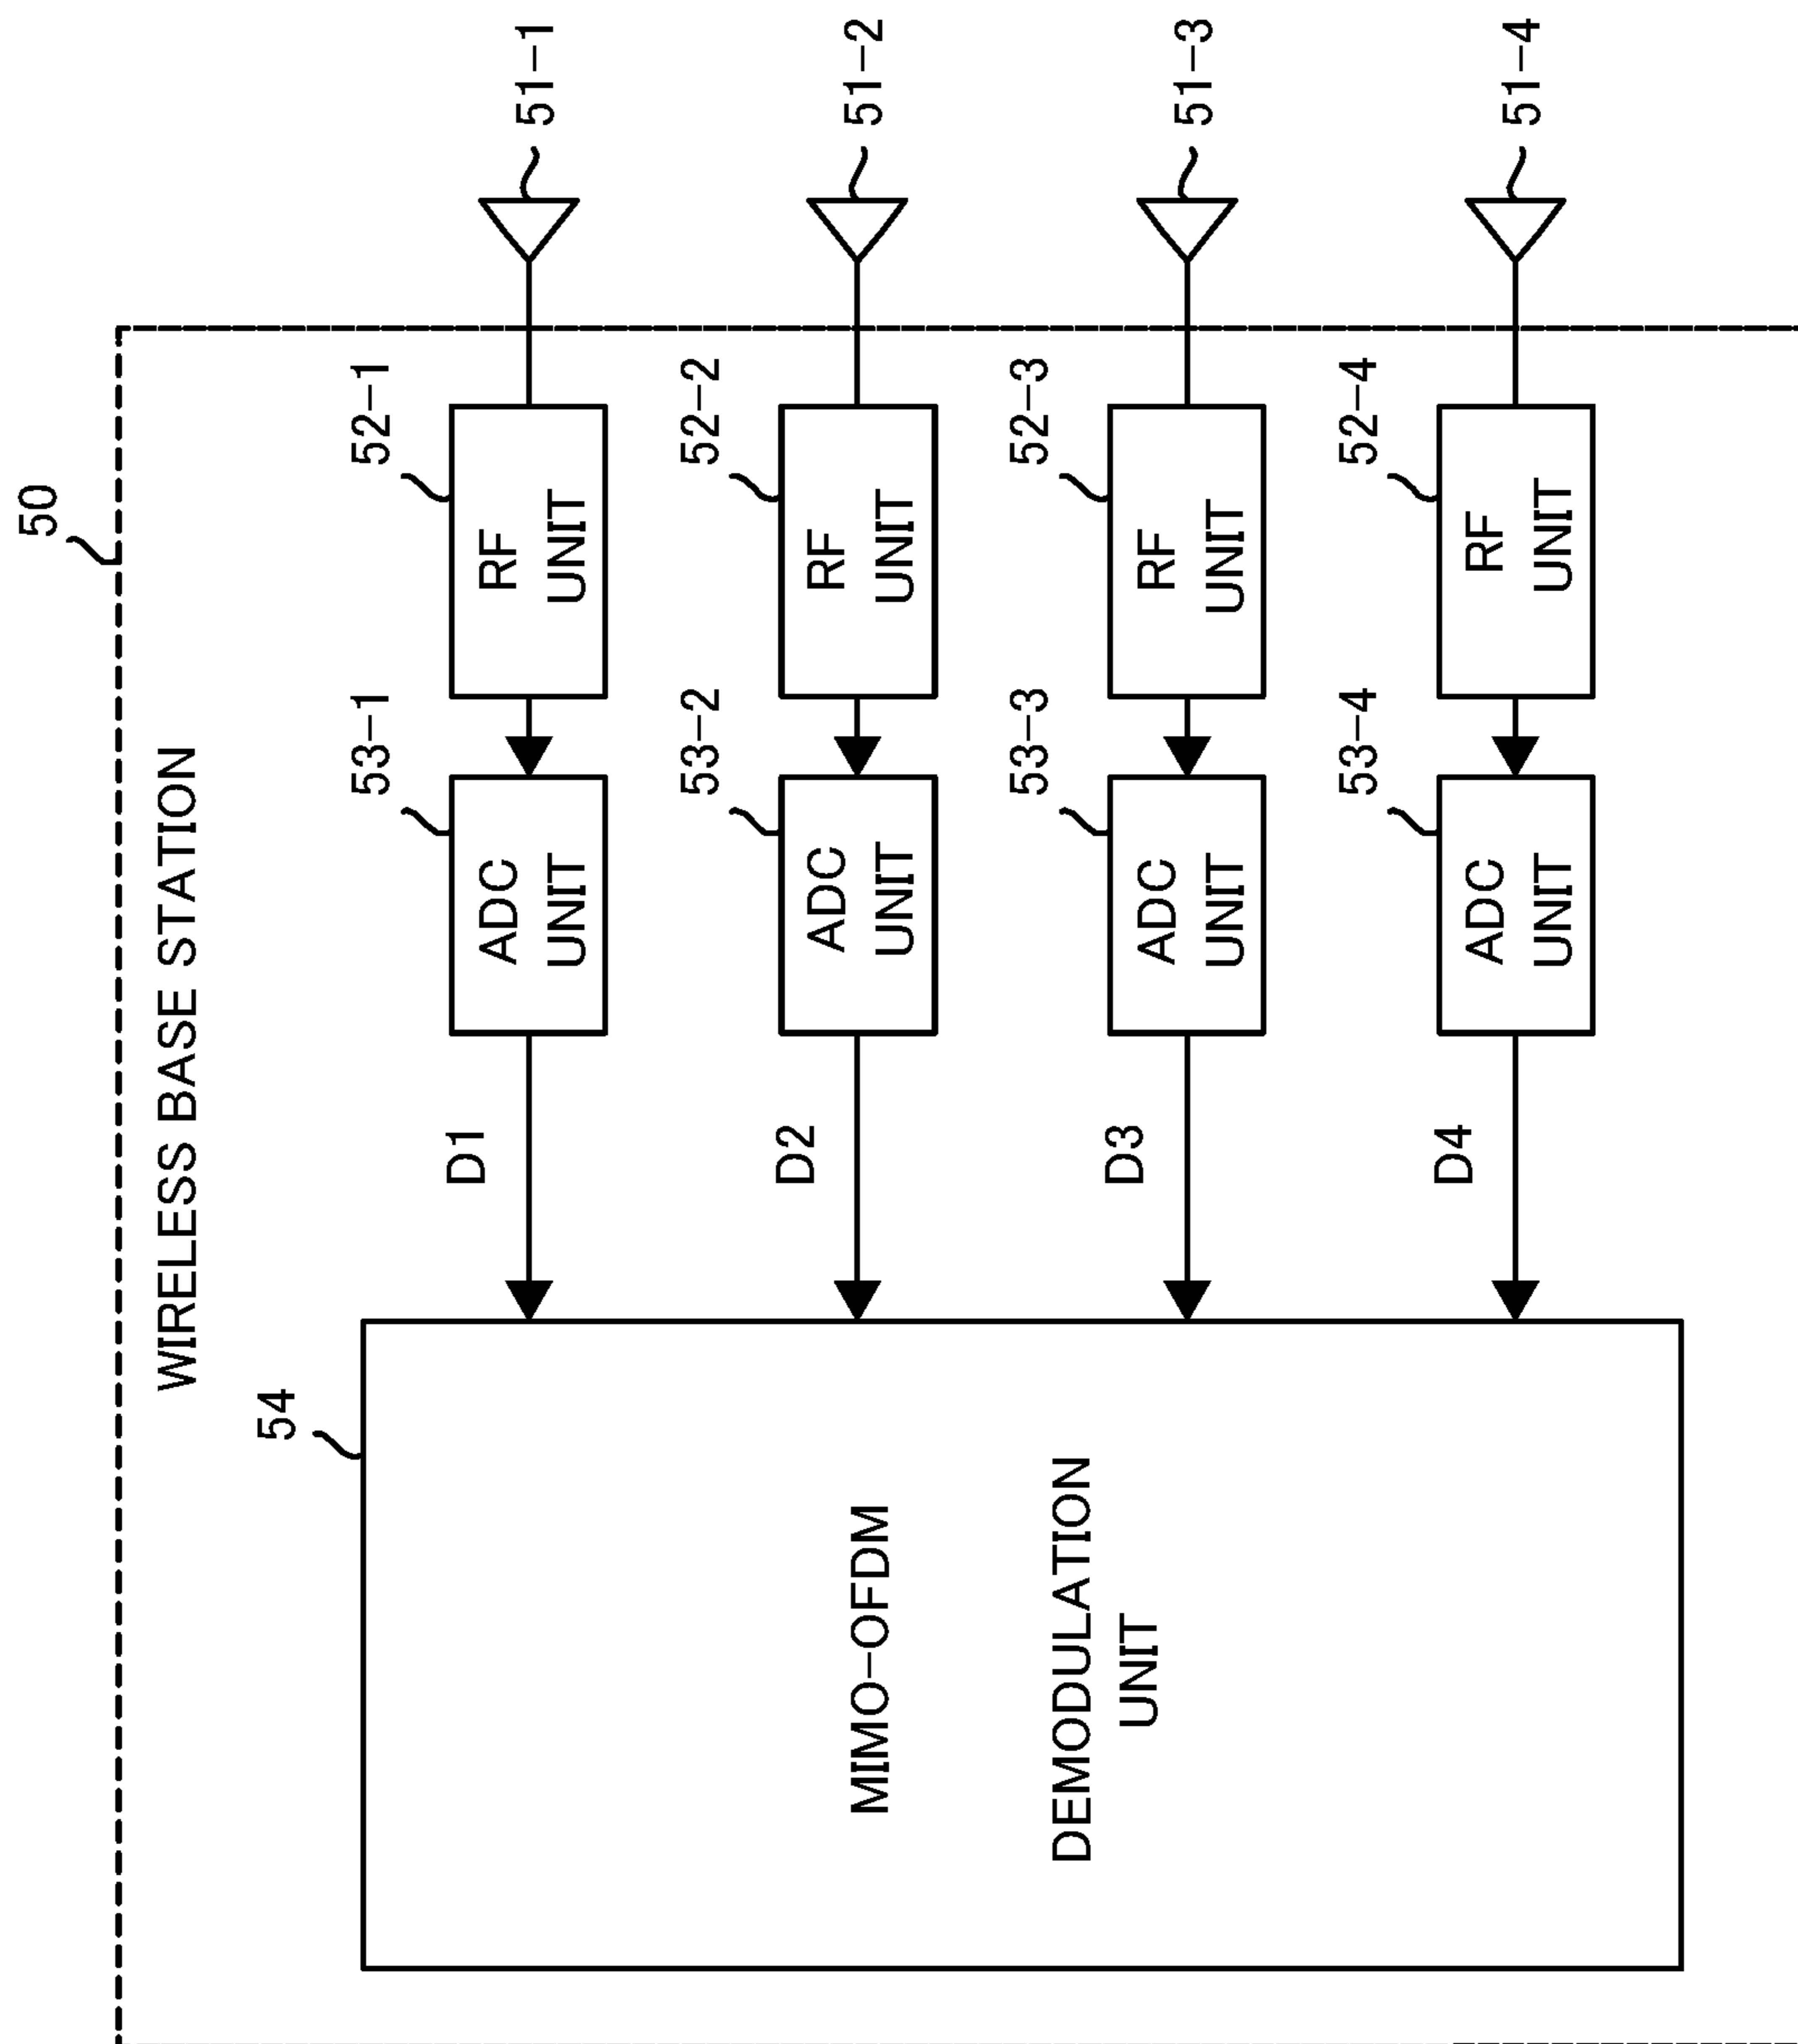 50
WIRELESS BASE STATION
54
53-1
52-1
MIMO-OFDM
DEMODULATION
UNIT
D1
ADC
UNIT
RF
UNIT
51-1
53-2
52-2
D2
ADC
UNIT
RF
UNIT
51-2
53-3
52-3
D3
ADC
UNIT
RF
UNIT
51-3
53-4
52-4
D4
ADC
UNIT
RF
UNIT
51-4